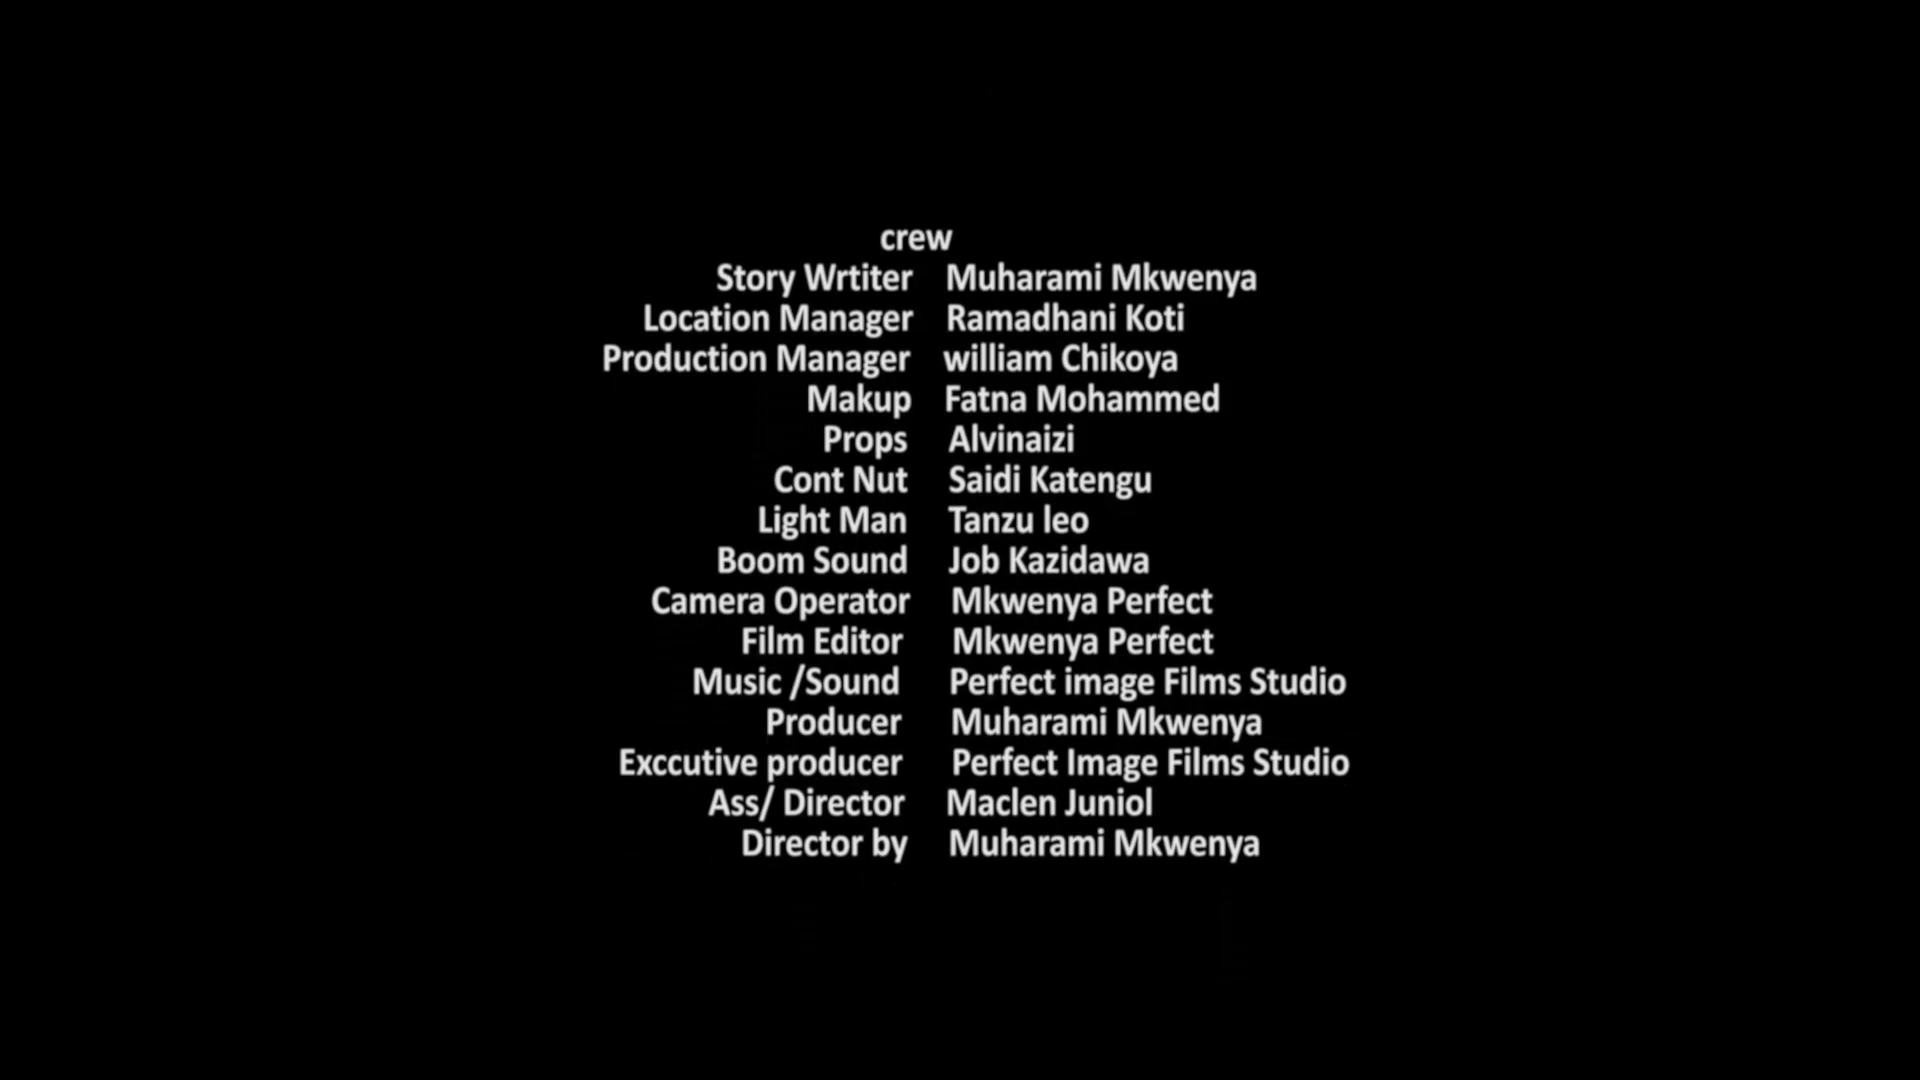 crew
Story Wrtiter Muharami Mkwenya
Location Manager Ramadhani Koti
Production Manager william Chikoya
Makup Fatna Mohammed
Props Alvinaizi
Cont Nut Saidi Katengu
Light Man Tanzu leo
Boom Sound Job Kazidawa
Camera Operator Mkwenya Perfect
Film Editor Mkwenya Perfect
Music /Sound Perfect image Films Studio
Producer Muharami Mkwenya
Exccutive producer Perfect Image Films Studio
Ass/ Director Maclen Juniol
Director by Muharami Mkwenya